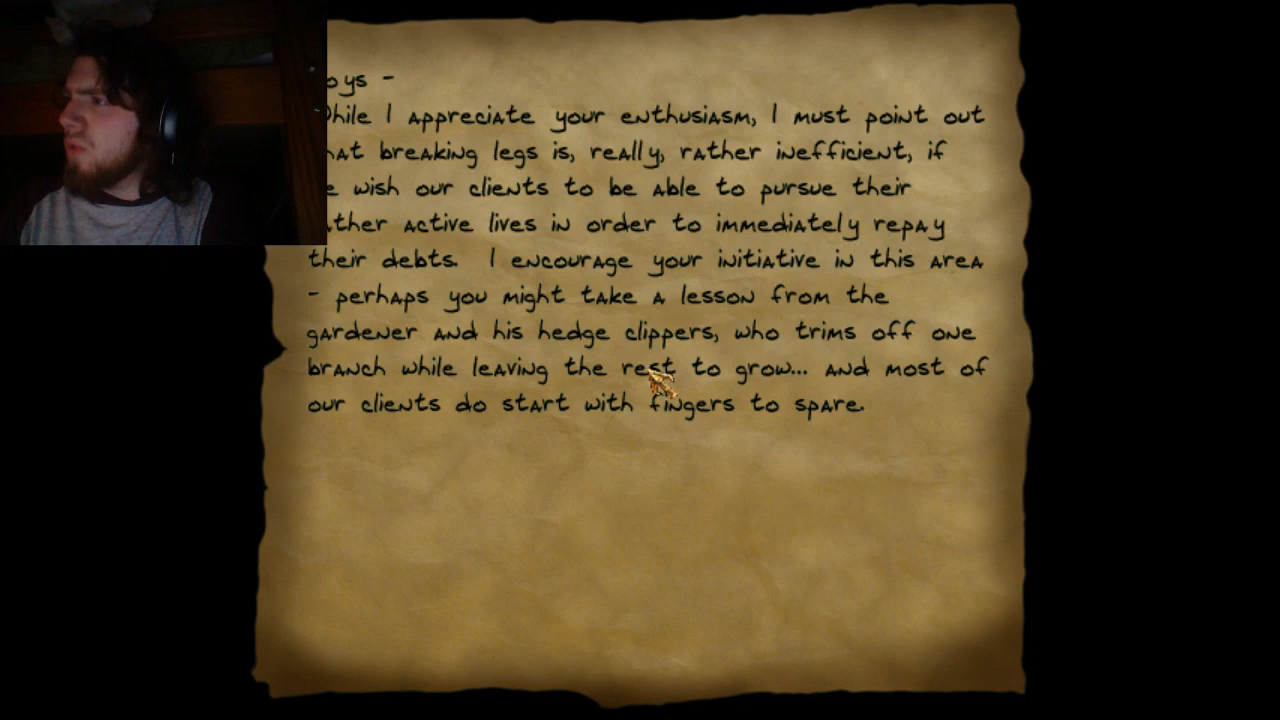 oys -
hile I appreciate your enthusiasm, I must point out
hat breaking legs is, really, rather inefficient, if
e wish our clients to be able to pursue their
ther active lives in order to immediately repay
their debts. I encourage your initiative in this area
- perhaps you might take a lesson from the
gardener and his hedge clippers, who trims off one
branch while leaving the rest to grow... and most of
our clients do start with fingers to spare.